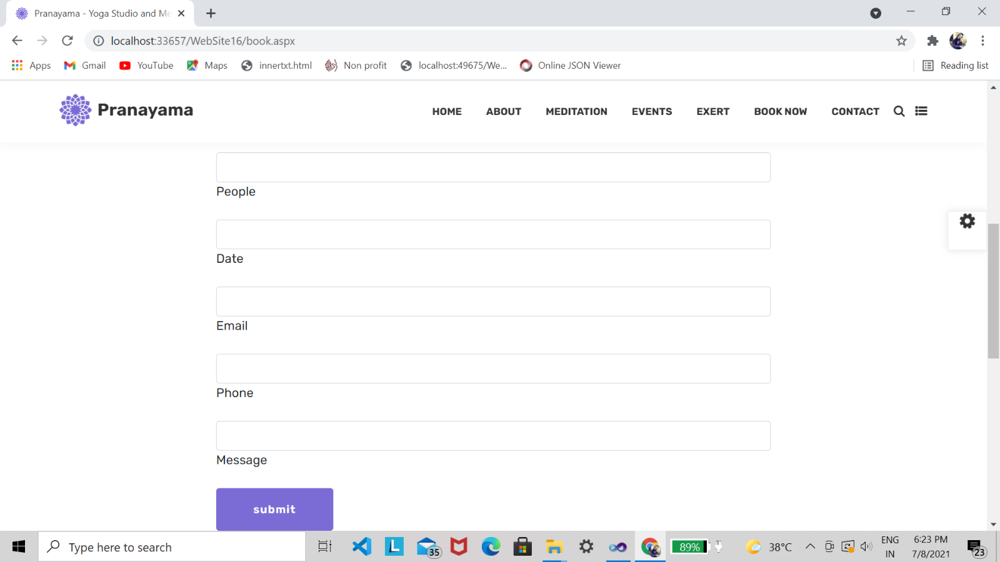 Pranayama - Yoga Studio and Me
localhost:33657/WebSite16/book.aspx
Apps Gmail YouTube Maps innertxt.html Non profit localhost:49675/We... Online JSON Viewer Reading list
Pranayama HOME ABOUT MEDITATION EVENTS EXERT BOOK NOW CONTACT
People
Date
Email
Phone
Message
submit
Type here to search L 35 89% 38°C ENG IN 6:23 PM 7/8/2021 23